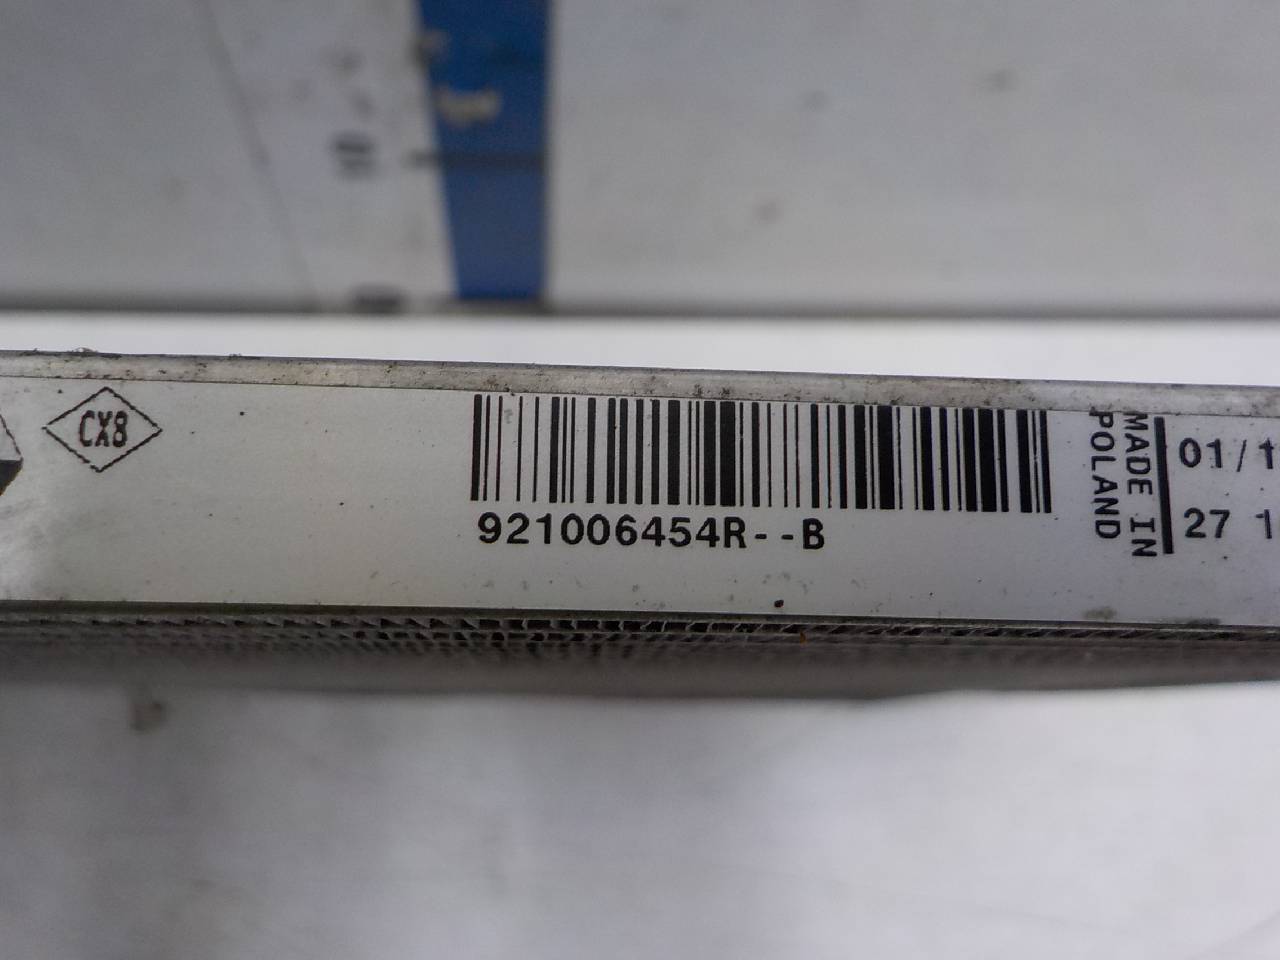 CX8
921006454R--B
MADE IN
POLAND
01/1
27 1